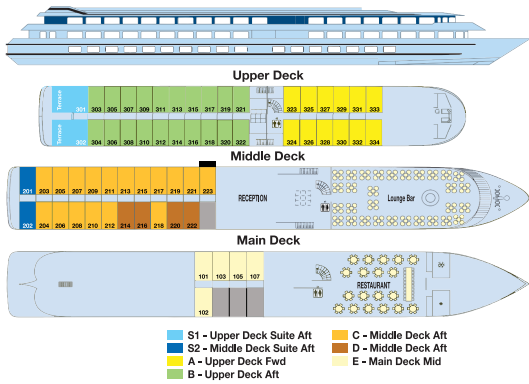 Upper Deck
Terrace 301 303 305 307 309 311 313 315 317 319 321 323 325 327 329 331 333
Terrace 302 304 306 308 310 312 314 316 318 320 322 324 326 328 330 332 334
Middle Deck
201 203 205 207 209 211 213 215 217 219 221 223
RECEPTION Lounge Bar
202 204 206 208 210 212 214 216 218 220 222
Main Deck
101 103 105 107
RESTAURANT
102
S1 - Upper Deck Suite Aft
S2 - Middle Deck Suite Aft
A - Upper Deck Fwd
B - Upper Deck Aft
C - Middle Deck Aft
D - Middle Deck Aft
E - Main Deck Mid